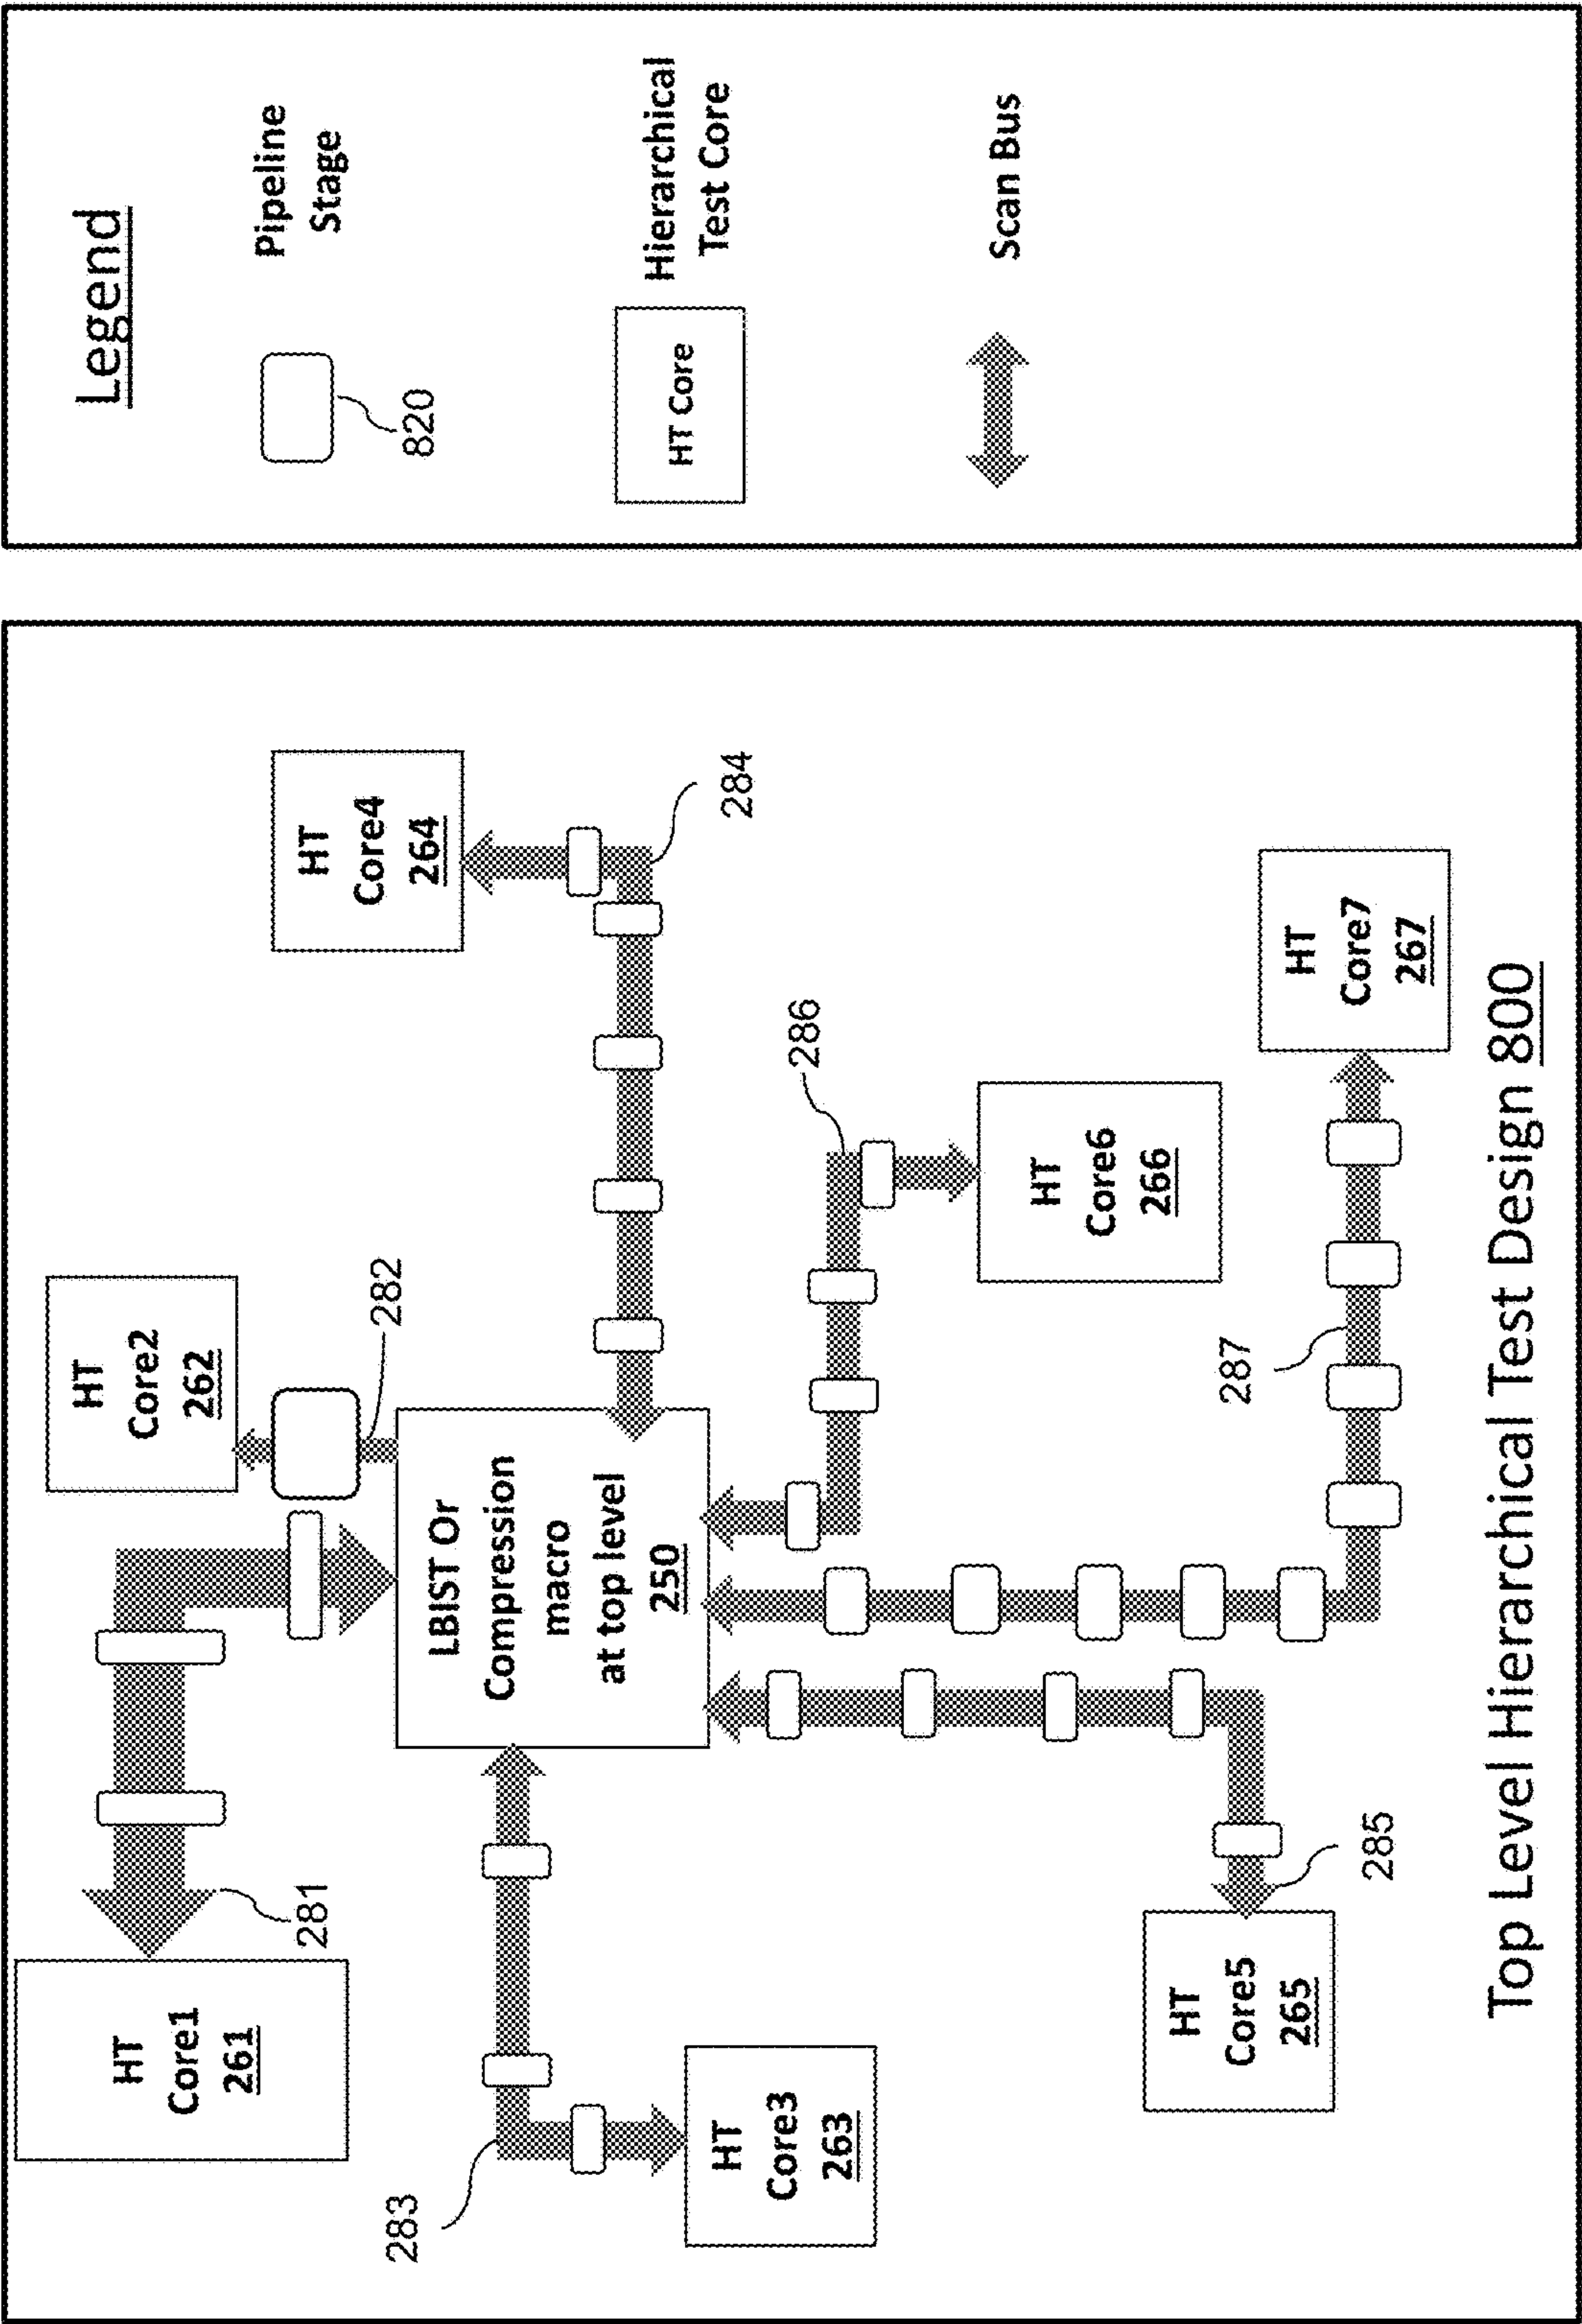 HT
Core1
261
281
HT
Core2
262
282
HT
Core3
263
283
HT
Core4
264
284
LBIST Or
Compression
macro
at top level
250
HT
Core5
265
285
HT
Core6
266
286
HT
Core7
267
287
Top Level Hierarchical Test Design 800
Legend
820
Pipeline
Stage
HT Core
Hierarchical
Test Core
Scan Bus